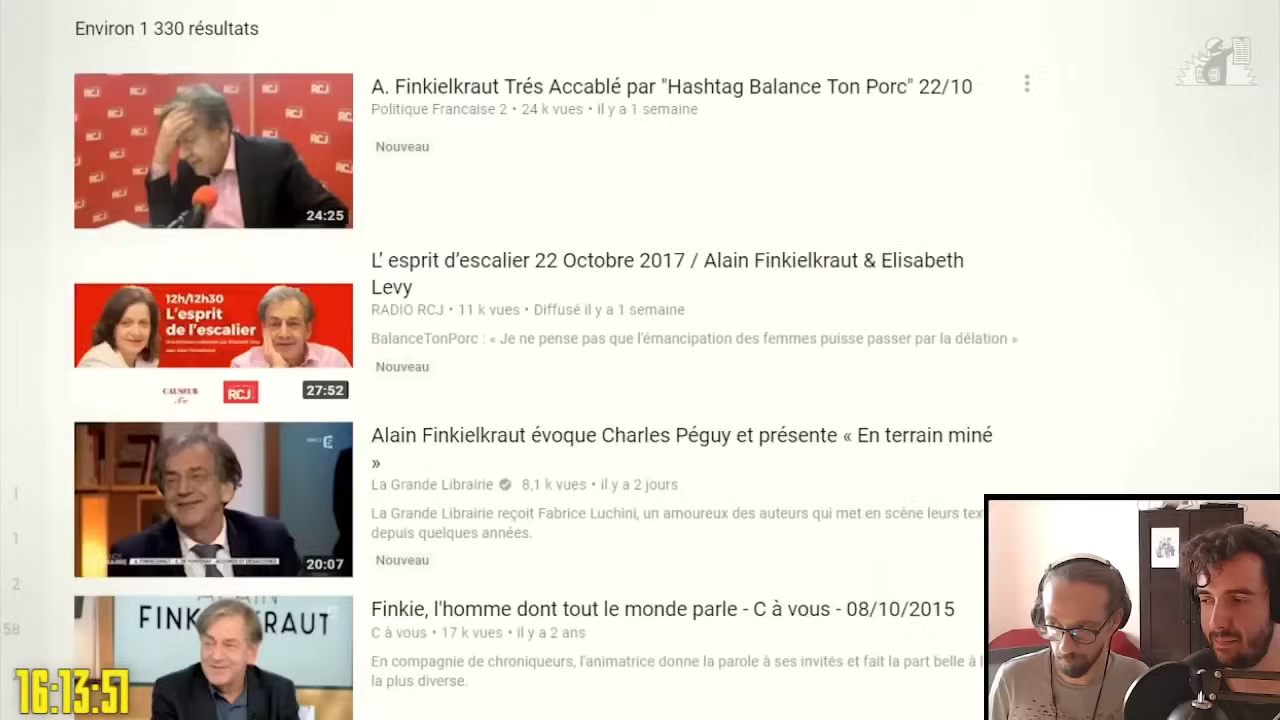 Environ 1 330 résultats
A. Finkielkraut Trés Accablé par "Hashtag Balance Ton Porc" 22/10
Politique Francaise 2 • 24 k vues • il y a 1 semaine
Nouveau
RCJ
24:25
L’ esprit d’escalier 22 Octobre 2017 / Alain Finkielkraut & Elisabeth
Levy
RADIO RCJ • 11 k vues • Diffusé il y a 1 semaine
BalanceTonPorc : « Je ne pense pas que l'émancipation des femmes puisse passer par la délation »
Nouveau
12h/12h30
L'esprit
de l'escalier
CAUSEUR
RCJ
27:52
Alain Finkielkraut évoque Charles Péguy et présente « En terrain miné
»
La Grande Librairie 8,1 k vues • il y a 2 jours
La Grande Librairie reçoit Fabrice Luchini, un amoureux des auteurs qui met en scène leurs tex
depuis quelques années.
Nouveau
20:07
Finkie, l'homme dont tout le monde parle - C à vous - 08/10/2015
C à vous • 17 k vues • il y a 2 ans
En compagnie de chroniqueurs, l'animatrice donne la parole à ses invités et fait la part belle à l
la plus diverse.
1
2
58
16:13:51